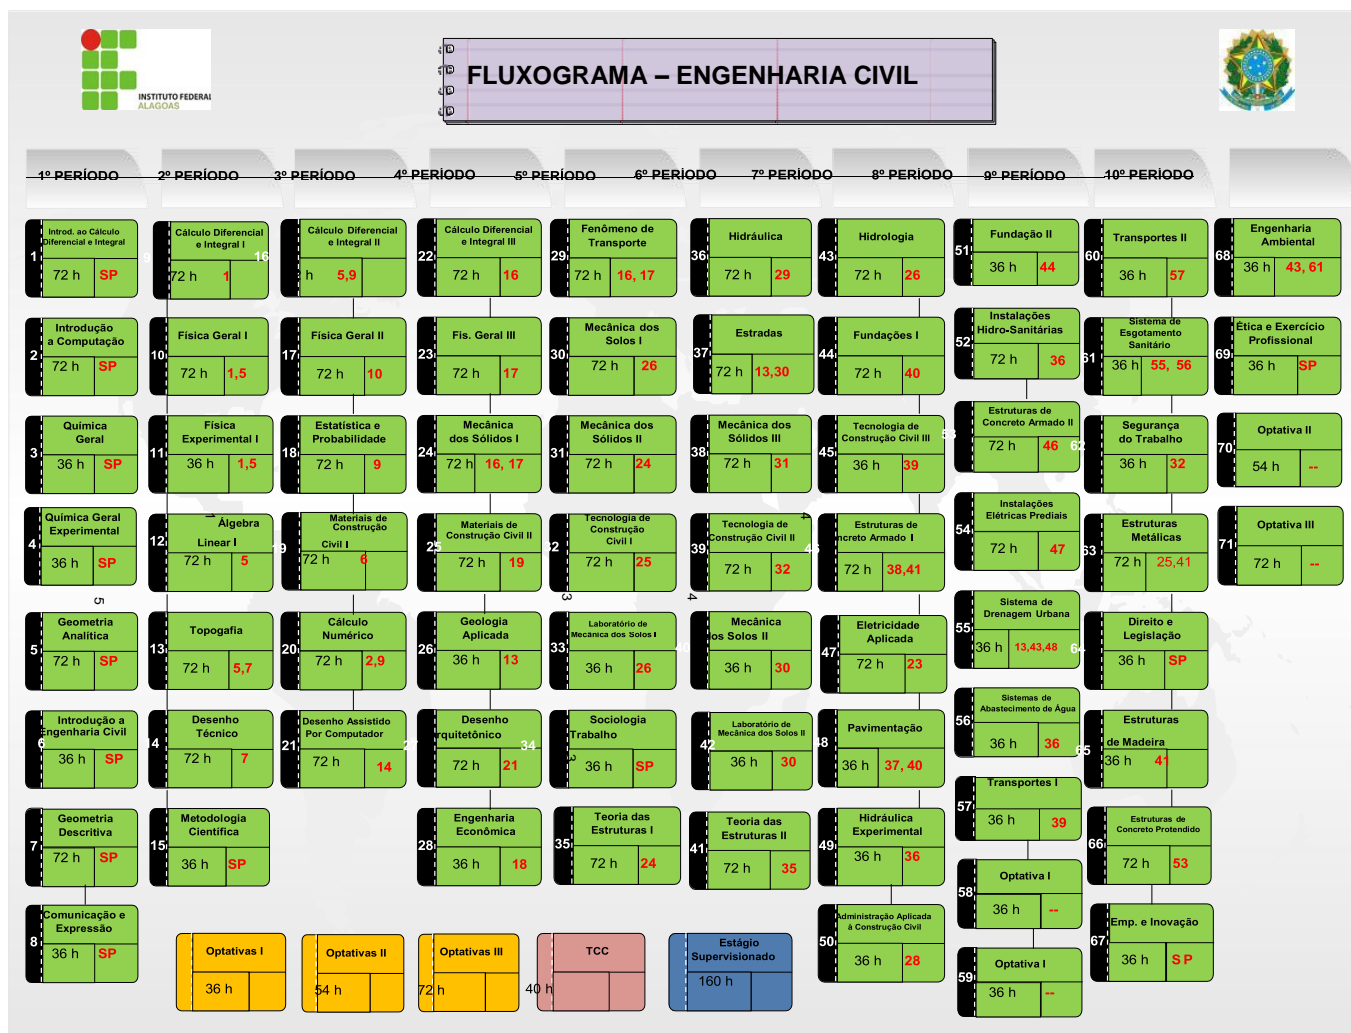 INSTITUTO FEDERAL
ALAGOAS
FLUXOGRAMA – ENGENHARIA CIVIL
1º PERÍODO
2º PERÍODO
3º PERÍODO
4º PERÍODO
5º PERÍODO
6º PERÍODO
7º PERÍODO
8º PERÍODO
9º PERÍODO
10º PERÍODO
1
Introd. ao Cálculo
Diferencial e Integral
72 h SP
9
Cálculo Diferencial
e Integral I
72 h 1
16
Cálculo Diferencial
e Integral II
h 5,9
22
Cálculo Diferencial
e Integral III
72 h 16
29
Fenômeno de
Transporte
72 h 16, 17
36
Hidráulica
72 h 29
43
Hidrologia
72 h 26
51
Fundação II
36 h 44
60
Transportes II
36 h 57
68
Engenharia
Ambiental
36 h 43, 61
2
Introdução
a Computação
72 h SP
10
Física Geral I
72 h 1,5
17
Física Geral II
72 h 10
23
Fis. Geral III
72 h 17
30
Mecânica dos
Solos I
72 h 26
37
Estradas
72 h 13,30
44
Fundações I
72 h 40
52
Instalações
Hidro-Sanitárias
72 h 36
61
Sistema de
Esgotamento
Sanitário
36 h 55, 56
69
Ética e Exercício
Profissional
36 h SP
3
Química
Geral
36 h SP
11
Física
Experimental I
36 h 1,5
18
Estatística e
Probabilidade
72 h 9
24
Mecânica
dos Sólidos I
72 h 16, 17
31
Mecânica dos
Sólidos II
72 h 24
38
Mecânica dos
Sólidos III
72 h 31
45
Tecnologia de
Construção Civil III
36 h 39
53
Estruturas de
Concreto Armado II
72 h 46
62
Segurança
do Trabalho
36 h 32
70
Optativa II
54 h --
4
Química Geral
Experimental
36 h SP
12
1
Álgebra
Linear I
72 h 5
19
Materiais de
Construção
Civil I
72 h 6
25
Materiais de
Construção Civil II
72 h 19
32
Tecnologia de
Construção
Civil I
72 h 25
39
Tecnologia de
Construção Civil II
72 h 32
4
46
Estruturas de
ncreto Armado I
72 h 38,41
54
Instalações
Elétricas Prediais
72 h 47
63
Estruturas
Metálicas
72 h 25,41
71
Optativa III
72 h --
5
3
4
5
Geometria
Analítica
72 h SP
13
Topogafia
72 h 5,7
20
Cálculo
Numérico
72 h 2,9
26
Geologia
Aplicada
36 h 13
33
Laboratório de
Mecânica dos Solos I
36 h 26
40
Mecânica
os Solos II
36 h 30
47
Eletricidade
Aplicada
72 h 23
55
Sistema de
Drenagem Urbana
36 h 13,43,48
64
Direito e
Legislação
36 h SP
6
Introdução a
Engenharia Civil
36 h SP
14
Desenho
Técnico
72 h 7
21
Desenho Assistido
Por Computador
72 h 14
27
Desenho
rquitetônico
72 h 21
34
Sociologia
Trabalho
3
36 h SP
42
Laboratório de
Mecânica dos Solos II
36 h 30
48
Pavimentação
36 h 37, 40
56
Sistemas de
Abastecimento de Água
36 h 36
65
Estruturas
de Madeira
36 h 41
7
Geometria
Descritiva
72 h SP
15
Metodologia
Científica
36 h SP
28
Engenharia
Econômica
36 h 18
35
Teoria das
Estruturas I
72 h 24
41
Teoria das
Estruturas II
72 h 35
49
Hidráulica
Experimental
36 h 36
57
Transportes I
36 h 39
66
Estruturas de
Concreto Protendido
72 h 53
58
Optativa I
36 h --
8
Comunicação e
Expressão
36 h SP
50
Administração Aplicada
à Construção Civil
36 h 28
59
Optativa I
36 h --
67
Emp. e Inovação
36 h S P
Optativas I
36 h
Optativas II
54 h
Optativas III
72 h
TCC
40 h
Estágio
Supervisionado
160 h